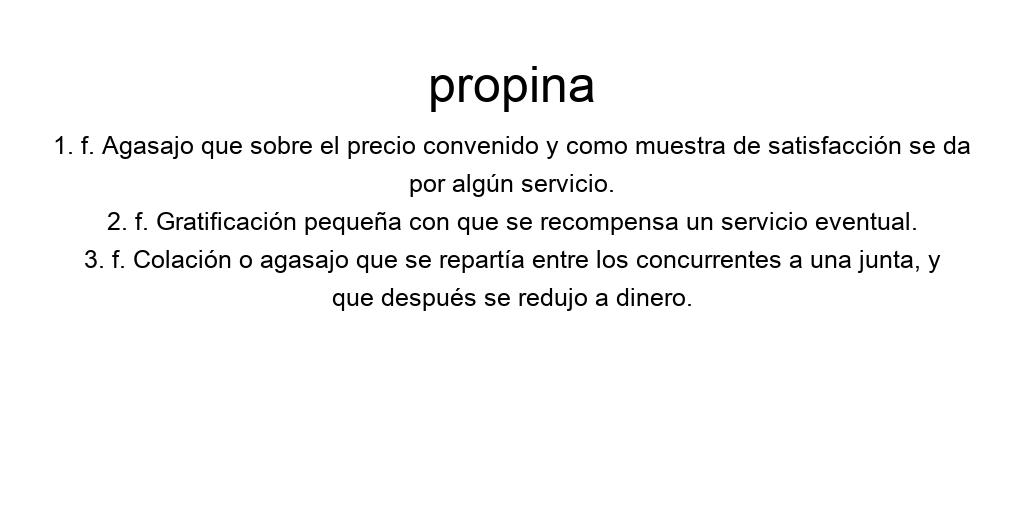 propina
1. f. Agasajo que sobre el precio convenido y como muestra de satisfacción se da
por algún servicio.
2. f. Gratificación pequeña con que se recompensa un servicio eventual.
3. f. Colación o agasajo que se repartía entre los concurrentes a una junta, y
que después se redujo a dinero.